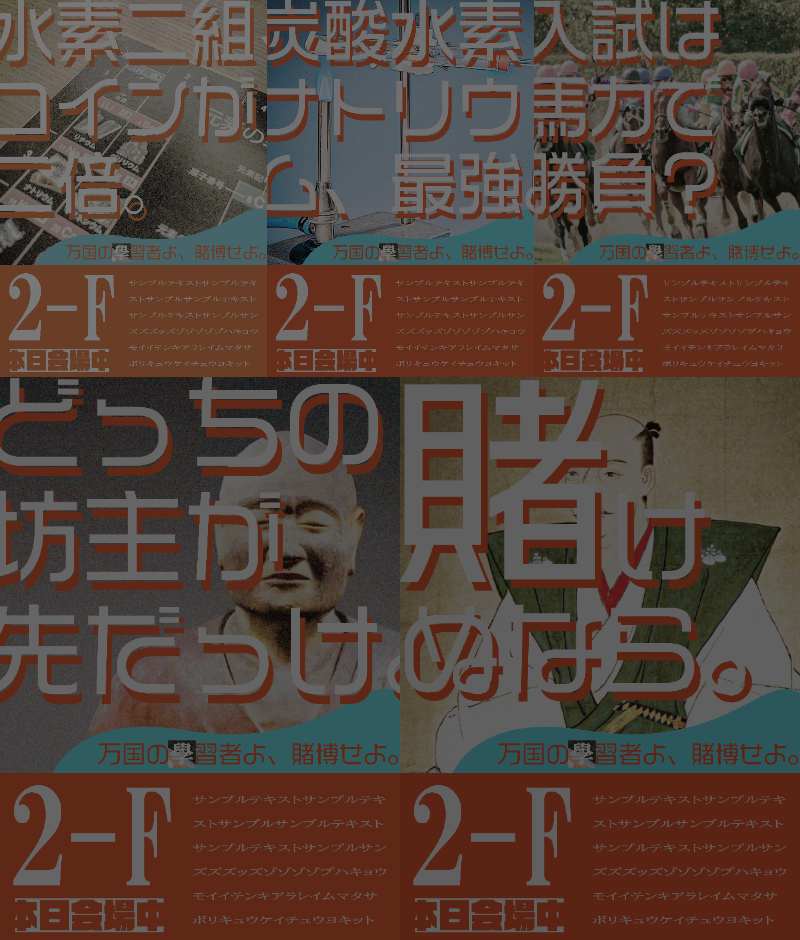 水素二組
コインが
二倍。
万国の學習者よ、賭博せよ。
2-F
本日会場中
サンプルテキストサンプルテキ
ストサンプルサンプルテキスト
サンプルテキストサンプルサン
ズズズッズゾゾゾゾブハキョウ
モイイテンキアラレイムマタサ
ボリキュウケイチュウヨキット
炭酸水素
ナトリウ
ム、最強。
万国の學習者よ、賭博せよ。
2-F
本日会場中
サンプルテキストサンプルテキ
ストサンプルサンプルテキスト
サンプルテキストサンプルサン
ズズズッズゾゾゾゾブハキョウ
モイイテンキアラレイムマタサ
ボリキュウケイチュウヨキット
入試は
馬力で
勝負？
万国の學習者よ、賭博せよ。
2-F
本日会場中
サンプルテキストサンプルテキ
ストサンプルサンプルテキスト
サンプルテキストサンプルサン
ズズズッズゾゾゾゾブハキョウ
モイイテンキアラレイムマタサ
ボリキュウケイチュウヨキット
どっちの
坊主が
先だっけ。
万国の學習者よ、賭博せよ。
2-F
本日会場中
サンプルテキストサンプルテキ
ストサンプルサンプルテキスト
サンプルテキストサンプルサン
ズズズッズゾゾゾゾブハキョウ
モイイテンキアラレイムマタサ
ボリキュウケイチュウヨキット
賭け
ぬなら。
万国の學習者よ、賭博せよ。
2-F
本日会場中
サンプルテキストサンプルテキ
ストサンプルサンプルテキスト
サンプルテキストサンプルサン
ズズズッズゾゾゾゾブハキョウ
モイイテンキアラレイムマタサ
ボリキュウケイチュウヨキット